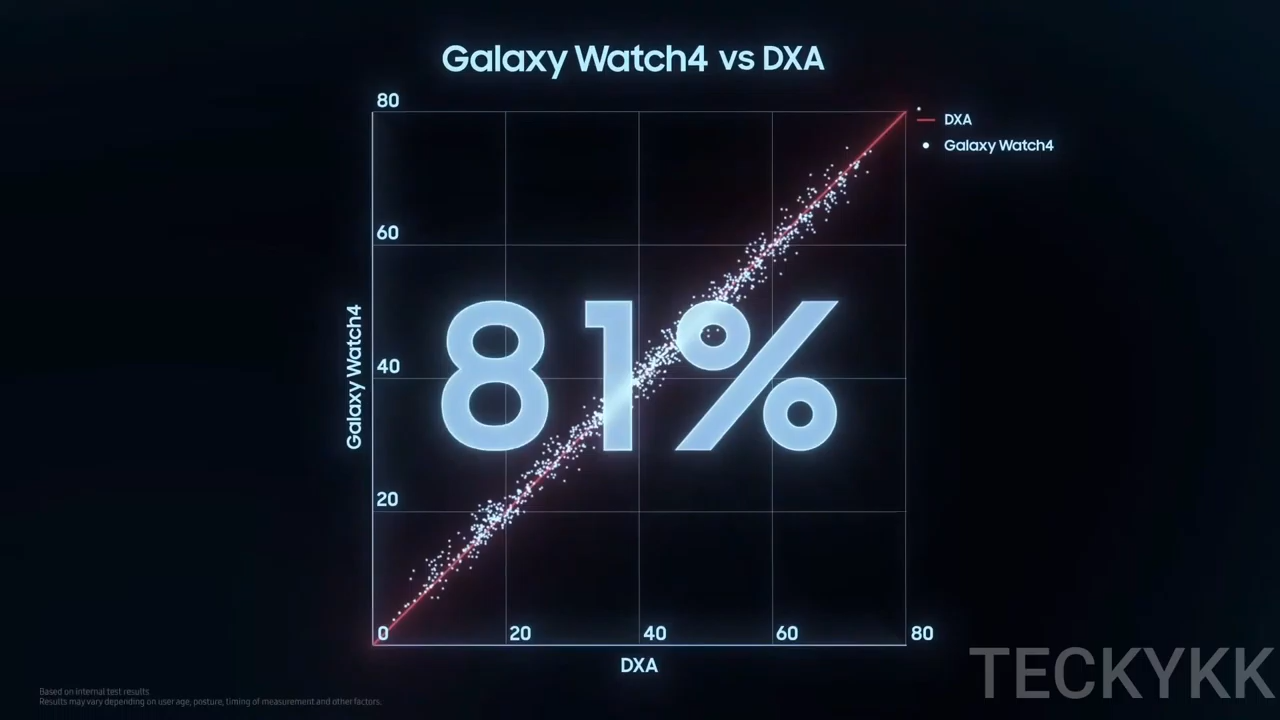 Galaxy Watch4 vs DXA
80
DXA
Galaxy Watch4
60
81%
Galaxy Watch4
40
20
0
20
40
60
80
DXA
TECKYKK
Based on internal test results
Results may vary depending on user age, posture, timing of measurement and other factors.